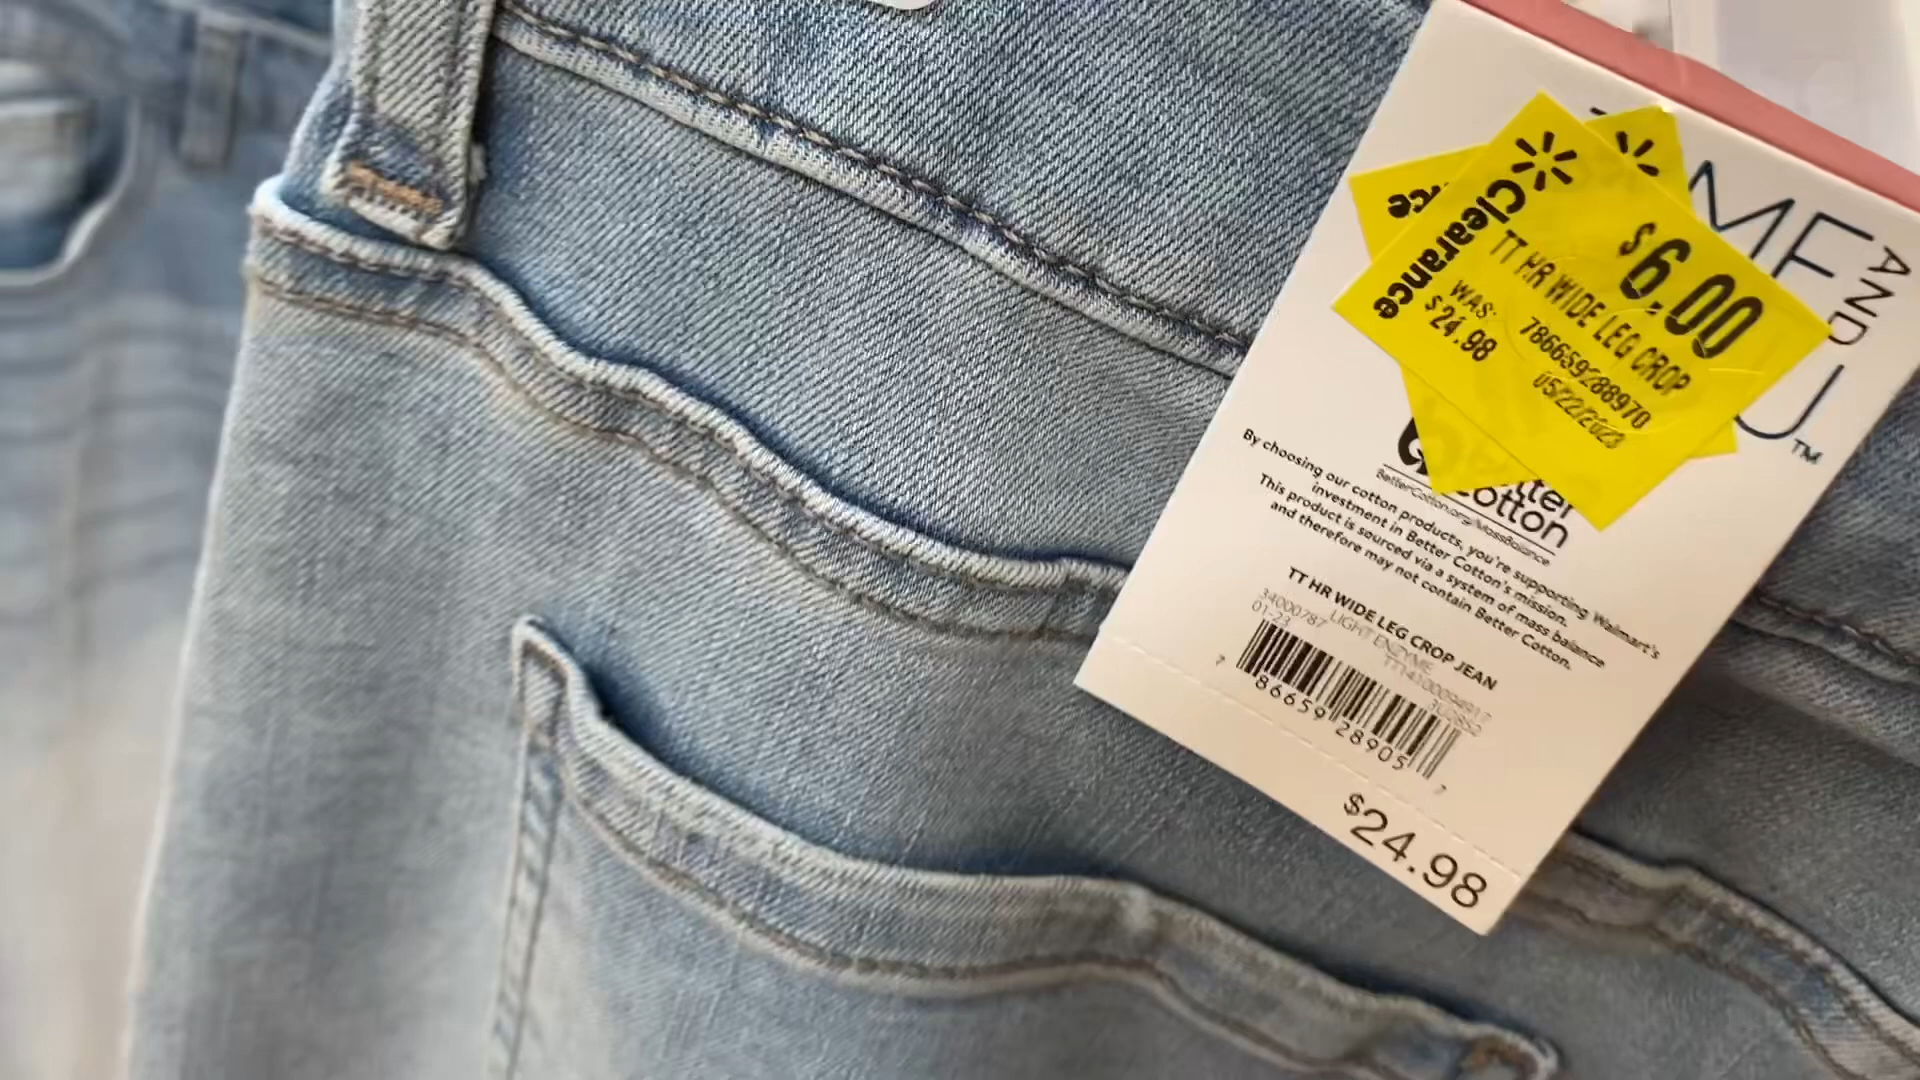 ME
AND
U™
Clearance
$6.00
TT HR WIDE LEG CROP
WAS:
$24.98
786659288970
05/22/2023
Better
Cotton
BetterCotton.org/MassBalance
By choosing our cotton products, you're supporting Walmart's
investment in Better Cotton's mission.
This product is sourced via a system of mass balance
and therefore may not contain Better Cotton.
TT HR WIDE LEG CROP JEAN
34000787 LIGHT ENZYME
01-23
7 86659 28905 7
$24.98